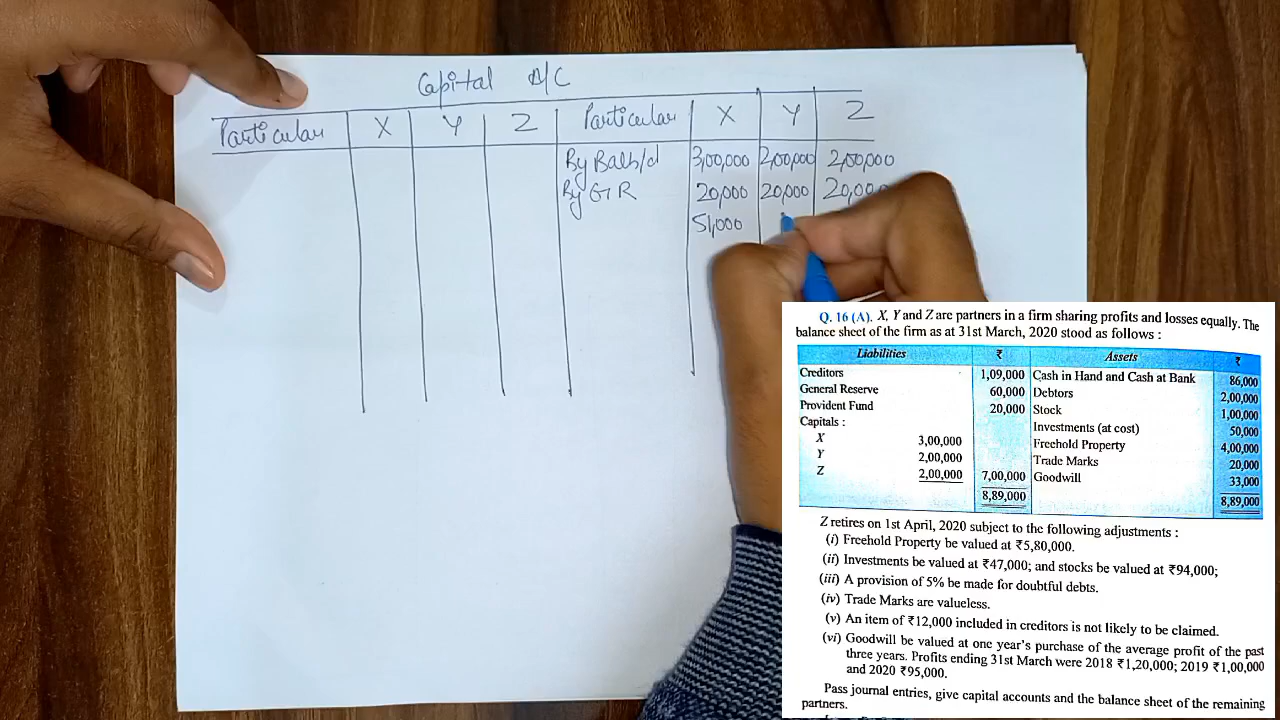 Capital A/C
Particular X Y Z Particular X Y Z
By Balb/d 3,00,000 2,00,000 2,00,000
By G R 20,000 20,000
51,000
Q. 16 (A). X, Y and Z are partners in a firm sharing profits and losses equally. The
balance sheet of the firm as at 31st March, 2020 stood as follows :
Liabilities ₹ Assets ₹
Creditors 1,09,000 Cash in Hand and Cash at Bank 86,000
General Reserve 60,000 Debtors 2,00,000
Provident Fund 20,000 Stock 1,00,000
Capitals : Investments (at cost) 50,000
X 3,00,000 Freehold Property 4,00,000
Y 2,00,000 Trade Marks 20,000
Z 2,00,000 7,00,000 Goodwill 33,000
8,89,000 8,89,000
Z retires on 1st April, 2020 subject to the following adjustments :
(i) Freehold Property be valued at ₹5,80,000.
(ii) Investments be valued at ₹47,000; and stocks be valued at ₹94,000;
(iii) A provision of 5% be made for doubtful debts.
(iv) Trade Marks are valueless.
(v) An item of ₹12,000 included in creditors is not likely to be claimed.
(vi) Goodwill be valued at one year's purchase of the average profit of the past
three years. Profits ending 31st March were 2018 ₹1,20,000; 2019 ₹1,00,000
and 2020 ₹95,000.
Pass journal entries, give capital accounts and the balance sheet of the remaining
partners.